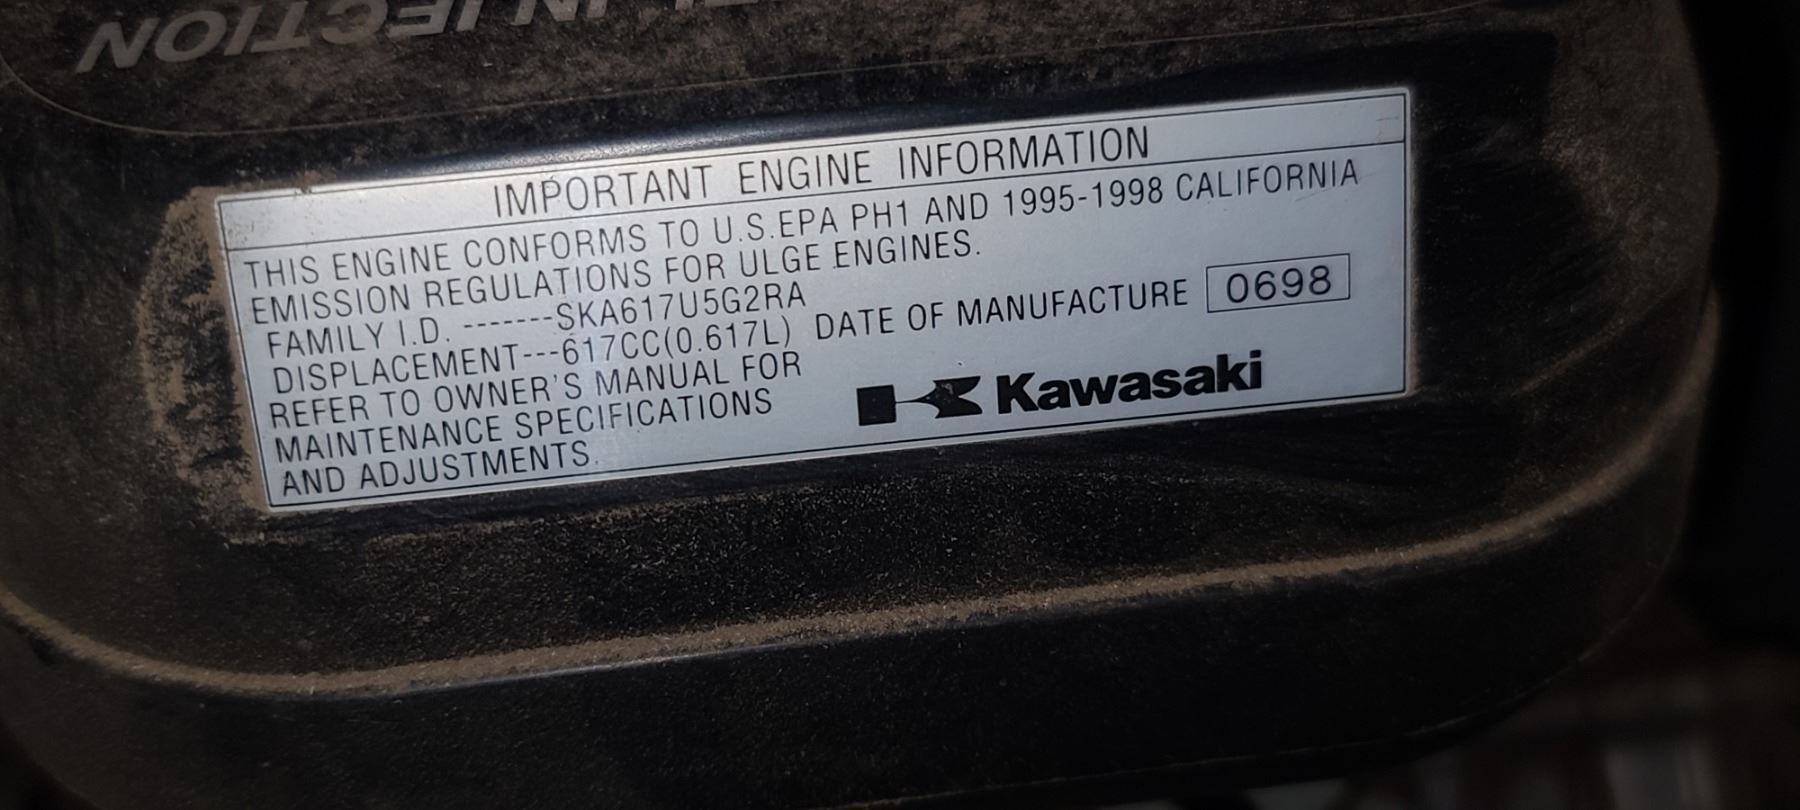 INJECTION
IMPORTANT ENGINE INFORMATION
THIS ENGINE CONFORMS TO U.S.EPA PH1 AND 1995-1998 CALIFORNIA
EMISSION REGULATIONS FOR ULGE ENGINES.
FAMILY I.D. -------SKA617U5G2RA
DISPLACEMENT---617CC(0.617L) DATE OF MANUFACTURE 0698
REFER TO OWNER'S MANUAL FOR
MAINTENANCE SPECIFICATIONS
AND ADJUSTMENTS.
Kawasaki